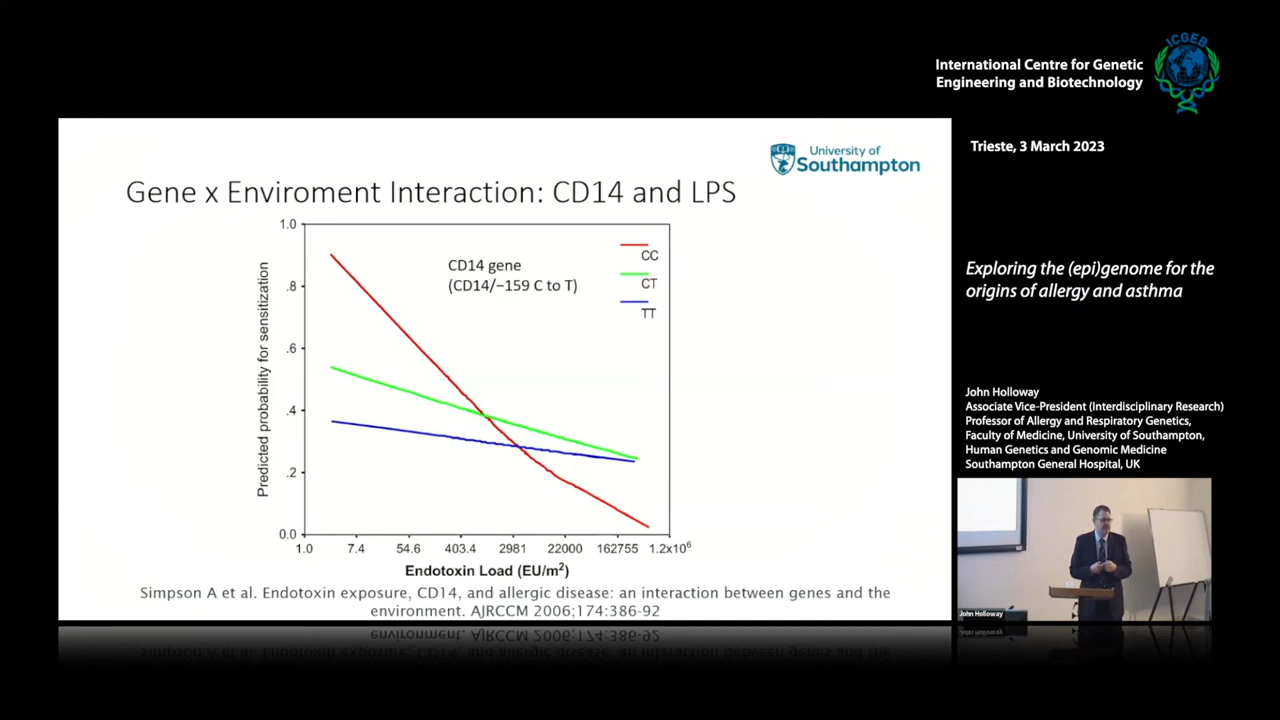 International Centre for Genetic
Engineering and Biotechnology
ICGEB
Trieste, 3 March 2023
University of
Southampton
Gene x Enviroment Interaction: CD14 and LPS
1.0
.8
.6
.4
.2
0.0
Predicted probability for sensitization
CD14 gene
(CD14/−159 C to T)
CC
CT
TT
1.0 7.4 54.6 403.4 2981 22000 162755 1.2x10⁶
Endotoxin Load (EU/m²)
Simpson A et al. Endotoxin exposure, CD14, and allergic disease: an interaction between genes and the
environment. AJRCCM 2006;174:386-92
Exploring the (epi)genome for the
origins of allergy and asthma
John Holloway
Associate Vice-President (Interdisciplinary Research)
Professor of Allergy and Respiratory Genetics,
Faculty of Medicine, University of Southampton,
Human Genetics and Genomic Medicine
Southampton General Hospital, UK
John Holloway